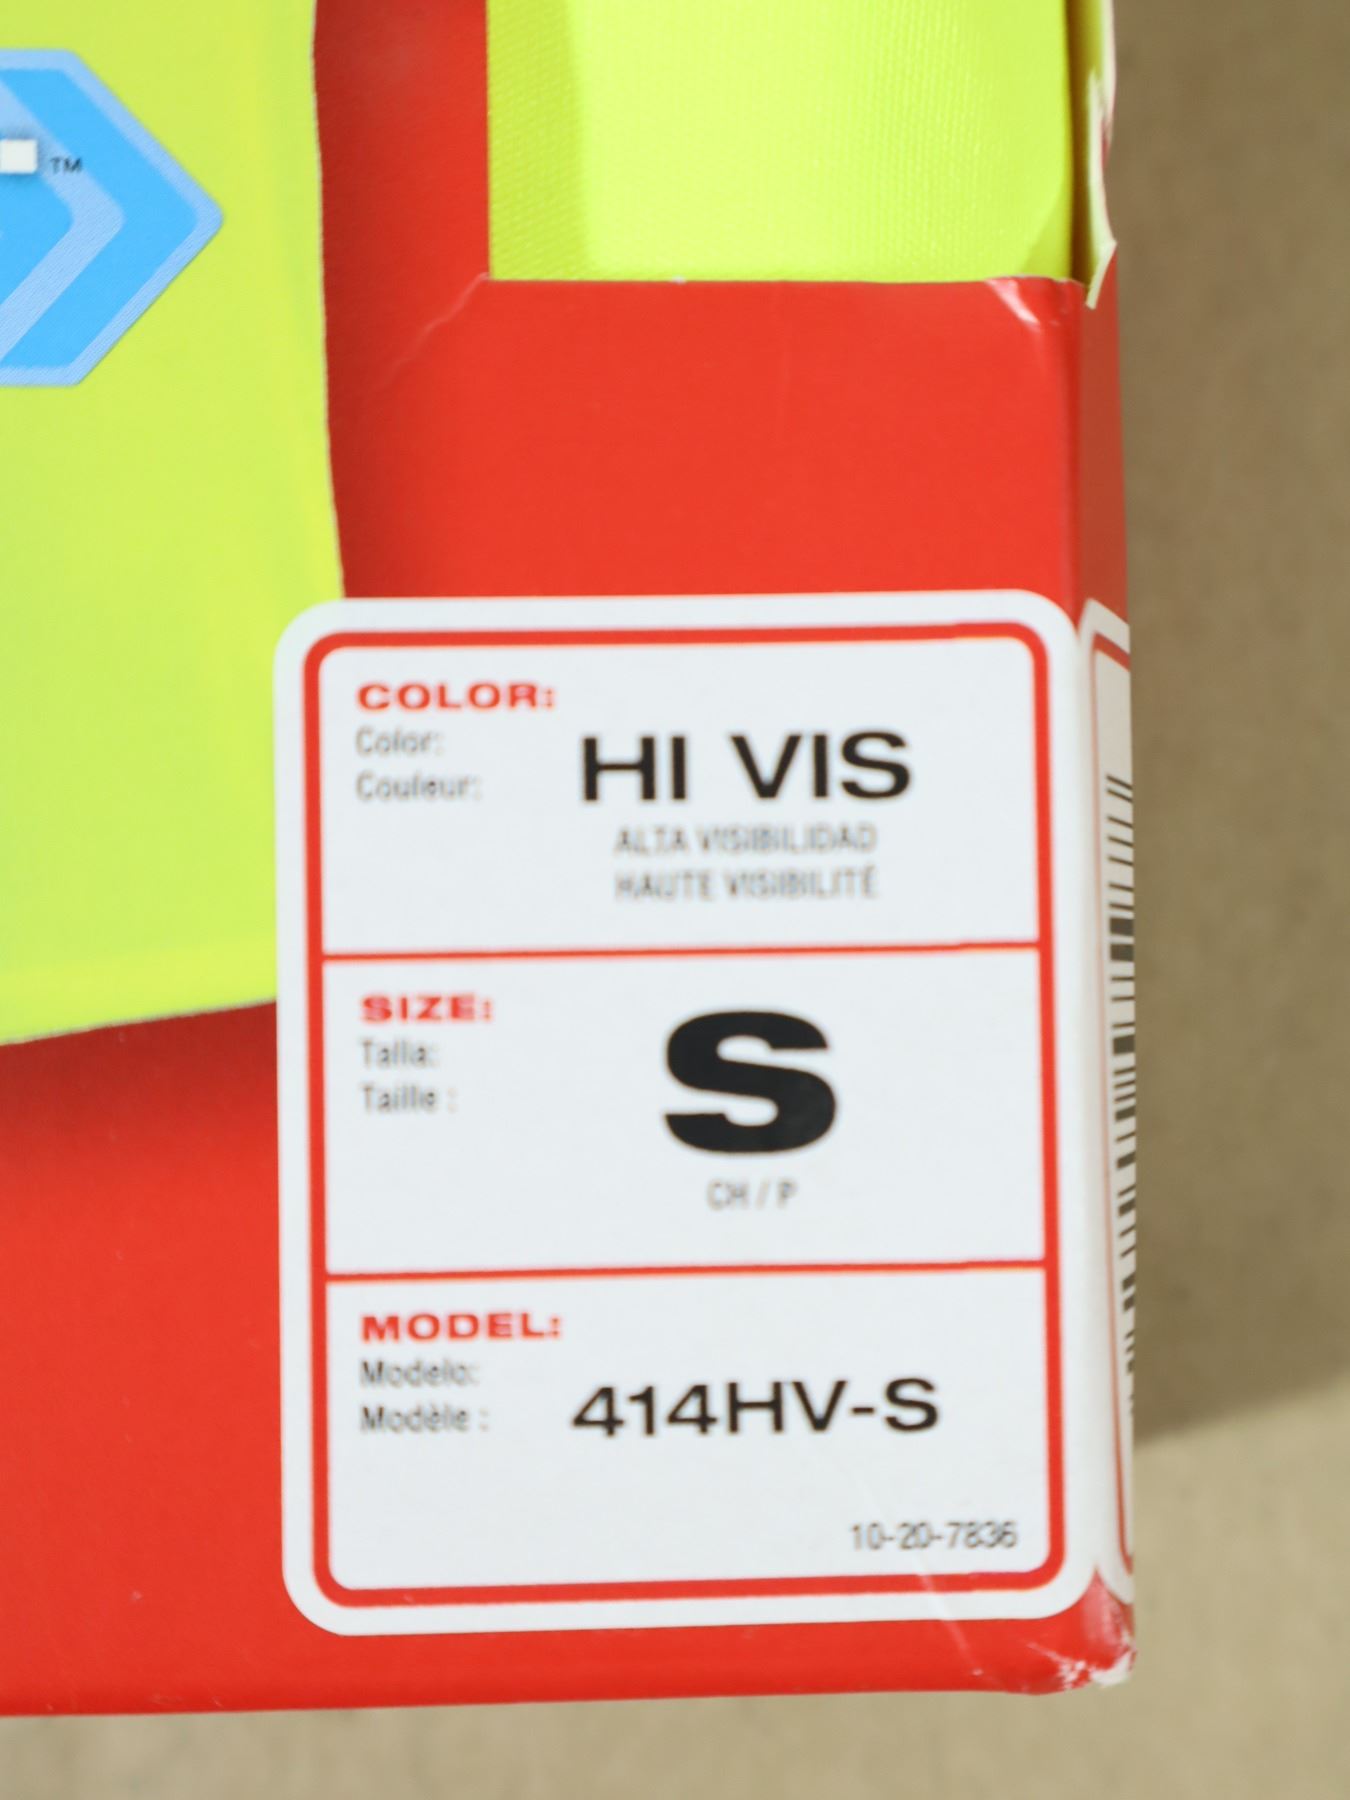 TM
COLOR:
Color:
Couleur:
HI VIS
ALTA VISIBILIDAD
HAUTE VISIBILITÉ
SIZE:
Talla:
Taille :
S
CH / P
MODEL:
Modelo:
Modèle :
414HV-S
10-20-7836